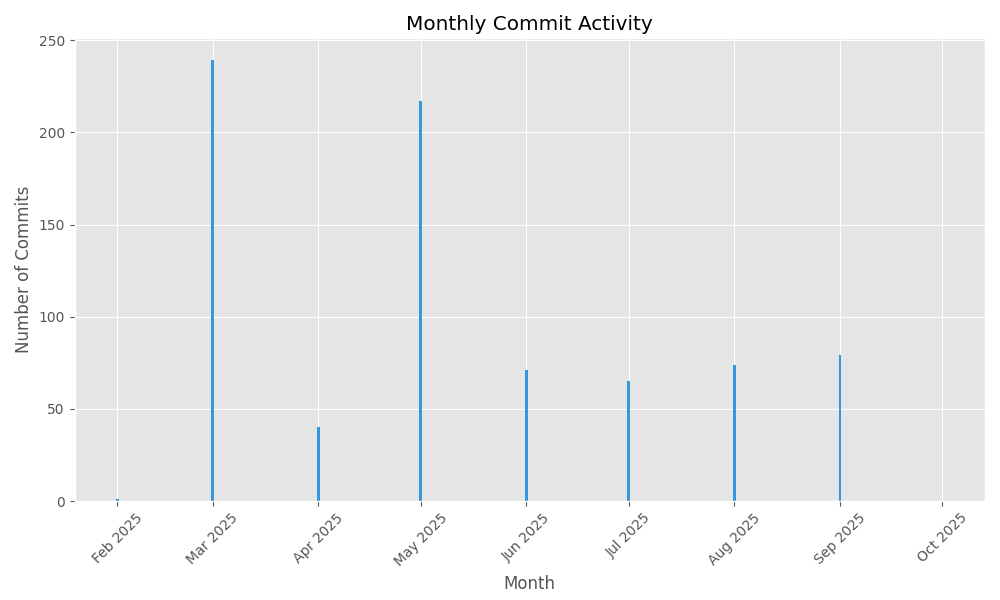 Monthly Commit Activity
Number of Commits
250
200
150
100
50
0
Feb 2025
Mar 2025
Apr 2025
May 2025
Jun 2025
Jul 2025
Aug 2025
Sep 2025
Oct 2025
Month